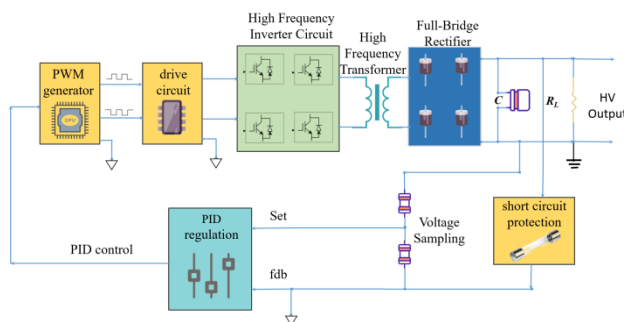 High Frequency
Inverter Circuit
High
Frequency
Transformer
Full-Bridge
Rectifier
PWM
generator
CPU
drive
circuit
C
R_L
HV
Output
PID
regulation
Set
fdb
PID control
Voltage
Sampling
short circuit
protection